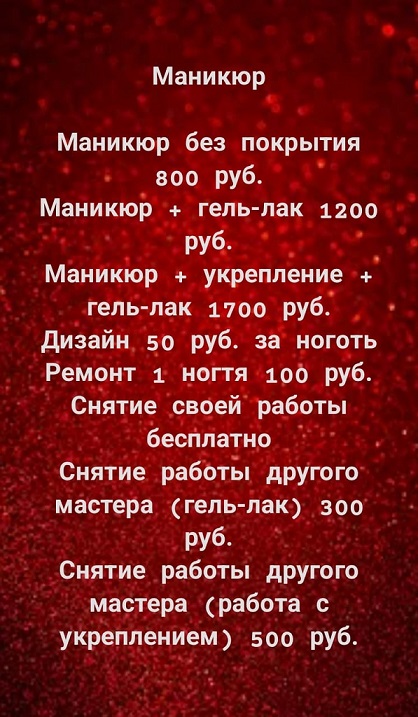 Маникюр
Маникюр без покрытия
800 руб.
Маникюр + гель-лак 1200
руб.
Маникюр + укрепление +
гель-лак 1700 руб.
Дизайн 50 руб. за ноготь
Ремонт 1 ногтя 100 руб.
Снятие своей работы
бесплатно
Снятие работы другого
мастера (гель-лак) 300
руб.
Снятие работы другого
мастера (работа с
укреплением) 500 руб.